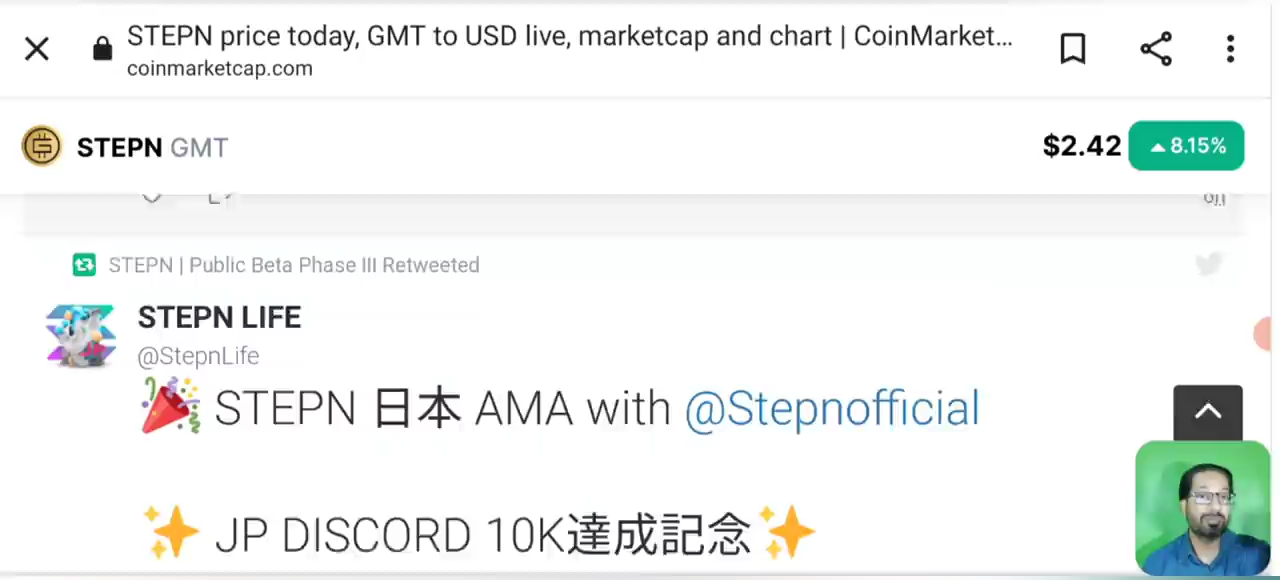 STEPN price today, GMT to USD live, marketcap and chart | CoinMarket...
coinmarketcap.com
STEPN GMT
$2.42
8.15%
STEPN | Public Beta Phase III Retweeted
STEPN LIFE
@StepnLife
STEPN 日本 AMA with @Stepnofficial
JP DISCORD 10K達成記念